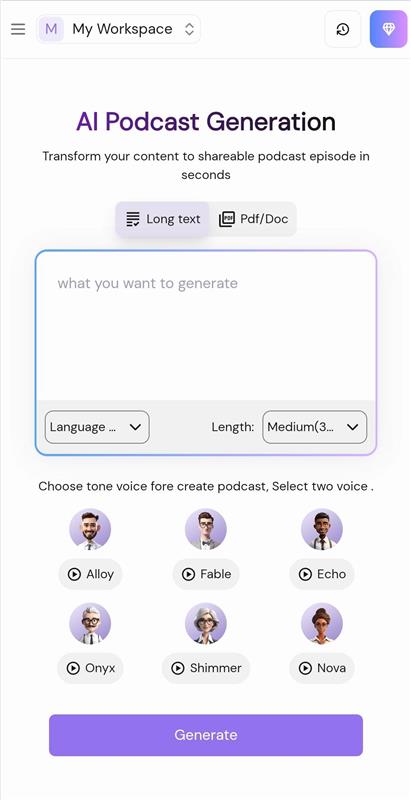 M My Workspace
AI Podcast Generation
Transform your content to shareable podcast episode in
seconds
Long text
PDF Pdf/Doc
what you want to generate
Language ... Length: Medium(3...
Choose tone voice fore create podcast, Select two voice .
Alloy Fable Echo
Onyx Shimmer Nova
Generate